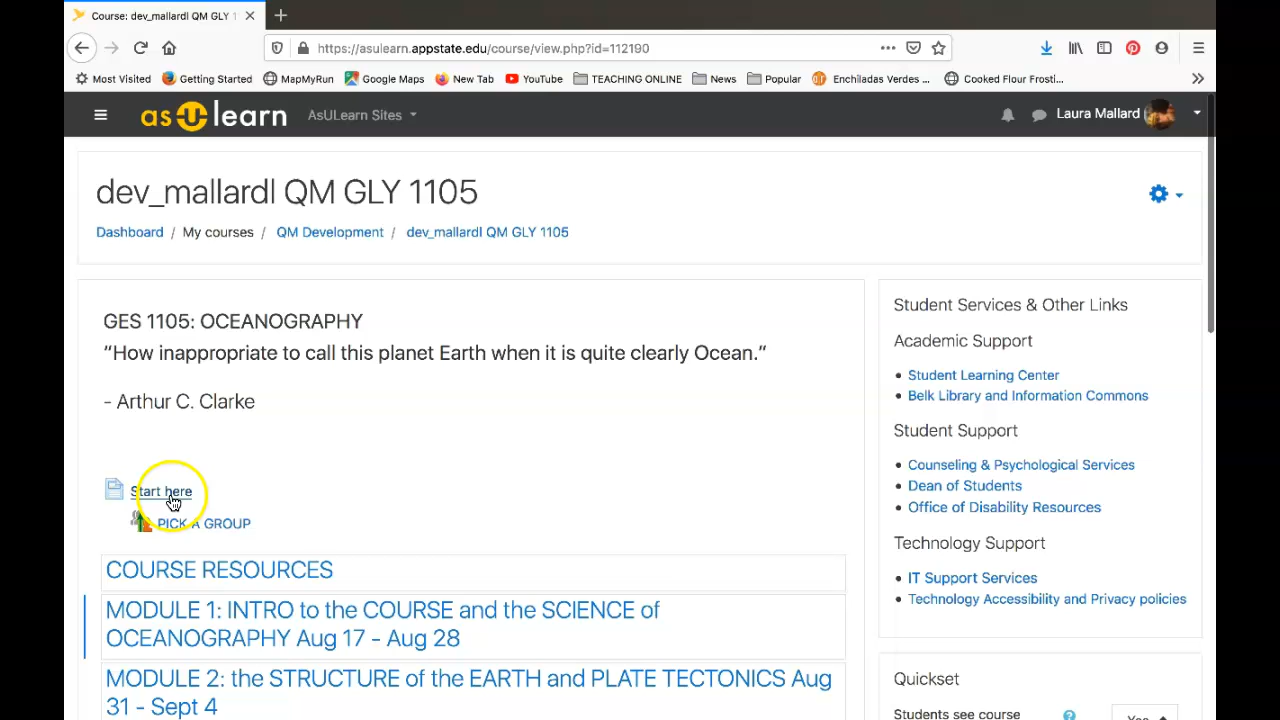 Course: dev_mallardl QM GLY 1
https://asulearn.appstate.edu/course/view.php?id=112190
Most Visited Getting Started MapMyRun Google Maps New Tab YouTube TEACHING ONLINE News Popular Enchiladas Verdes ... Cooked Flour Frosti...
asUlearn AsULearn Sites Laura Mallard
dev_mallardl QM GLY 1105
Dashboard / My courses / QM Development / dev_mallardl QM GLY 1105
GES 1105: OCEANOGRAPHY
“How inappropriate to call this planet Earth when it is quite clearly Ocean.”
- Arthur C. Clarke
Start here
PICK A GROUP
COURSE RESOURCES
MODULE 1: INTRO to the COURSE and the SCIENCE of
OCEANOGRAPHY Aug 17 - Aug 28
MODULE 2: the STRUCTURE of the EARTH and PLATE TECTONICS Aug
31 - Sept 4
Student Services & Other Links
Academic Support
Student Learning Center
Belk Library and Information Commons
Student Support
Counseling & Psychological Services
Dean of Students
Office of Disability Resources
Technology Support
IT Support Services
Technology Accessibility and Privacy policies
Quickset
Students see course
Yes